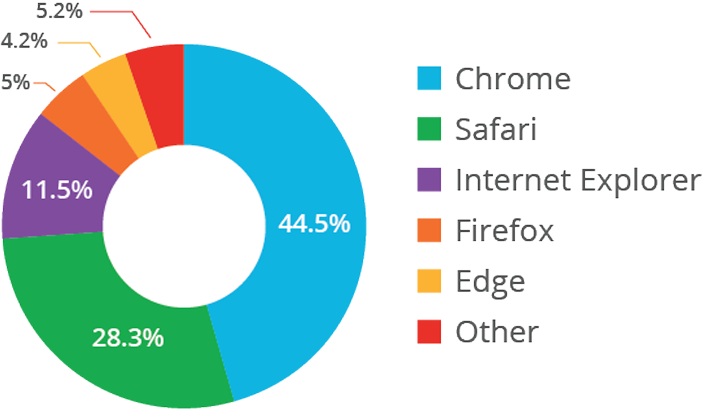 5.2%
4.2%
5%
11.5%
44.5%
28.3%
Chrome
Safari
Internet Explorer
Firefox
Edge
Other